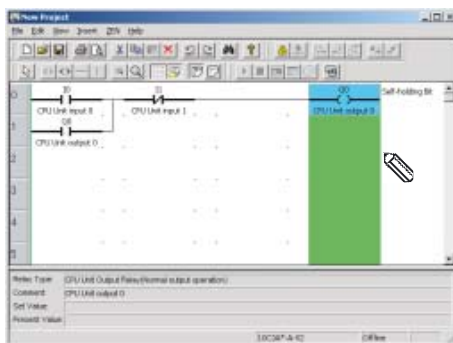 New Project
File Edit View Insert ZEN Help
0
I0
I1
Q0
Self-holding Bit
CPU Unit input 0
CPU Unit input 1
CPU Unit output 0
1
Q0
CPU Unit output 0
2
3
4
5
Relay Type CPU Unit Output Relay(Normal output operation)
Comment CPU Unit output 0
Set Value
Present Value
Offline